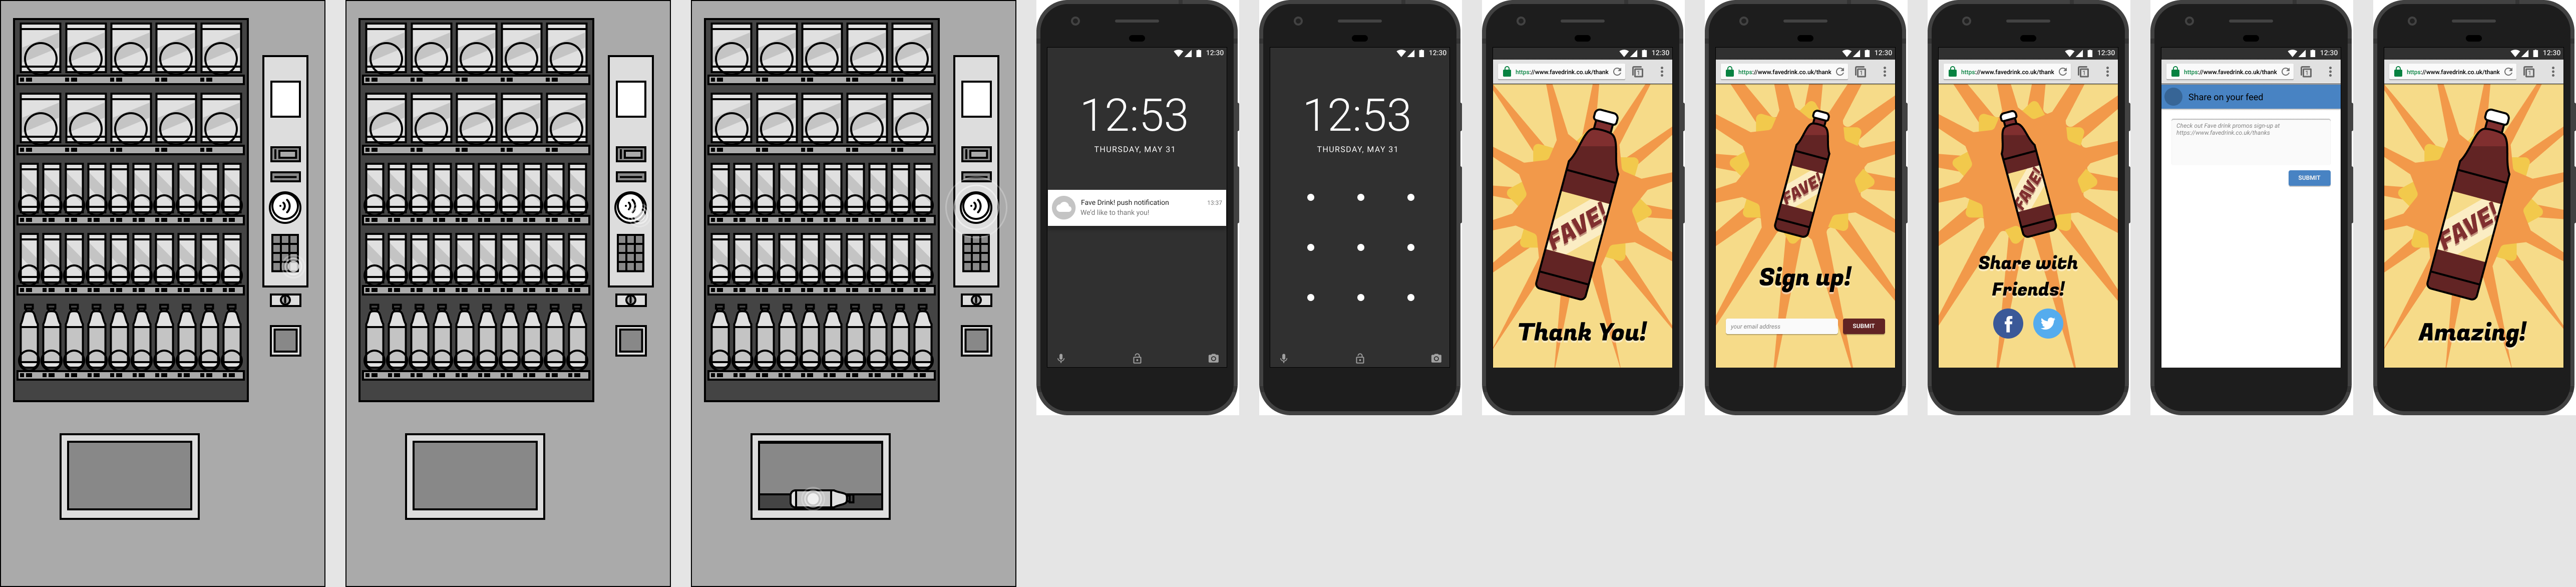 12:30
12:53
THURSDAY, MAY 31
Fave Drink! push notification 13:37
We'd like to thank you!
12:30
12:53
THURSDAY, MAY 31
12:30
https://www.favedrink.co.uk/thank
FAVE!
Thank You!
12:30
https://www.favedrink.co.uk/thank
FAVE!
Sign up!
your email address SUBMIT
12:30
https://www.favedrink.co.uk/thank
FAVE!
Share with
Friends!
12:30
https://www.favedrink.co.uk/thank
Share on your feed
Check out Fave drink promos sign-up at
https://www.favedrink.co.uk/thanks
SUBMIT
12:30
https://www.favedrink.co.uk/thank
FAVE!
Amazing!